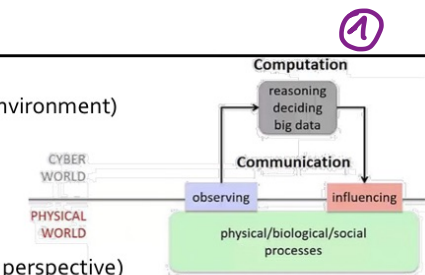 1
Computation
reasoning
deciding
big data
nvironment)
Communication
CYBER
WORLD
observing
influencing
PHYSICAL
WORLD
physical/biological/social
processes
perspective)